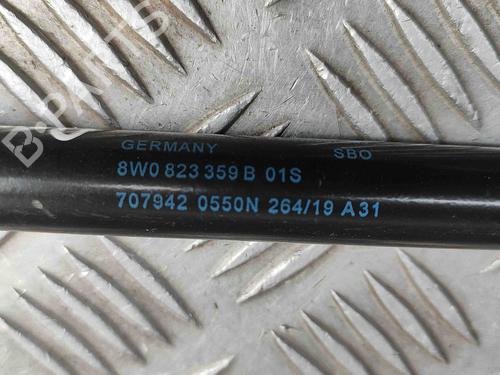 B-PARTS
GERMANY SBO
8W0 823 359 B 01S
707942 0550N 264/19 A31